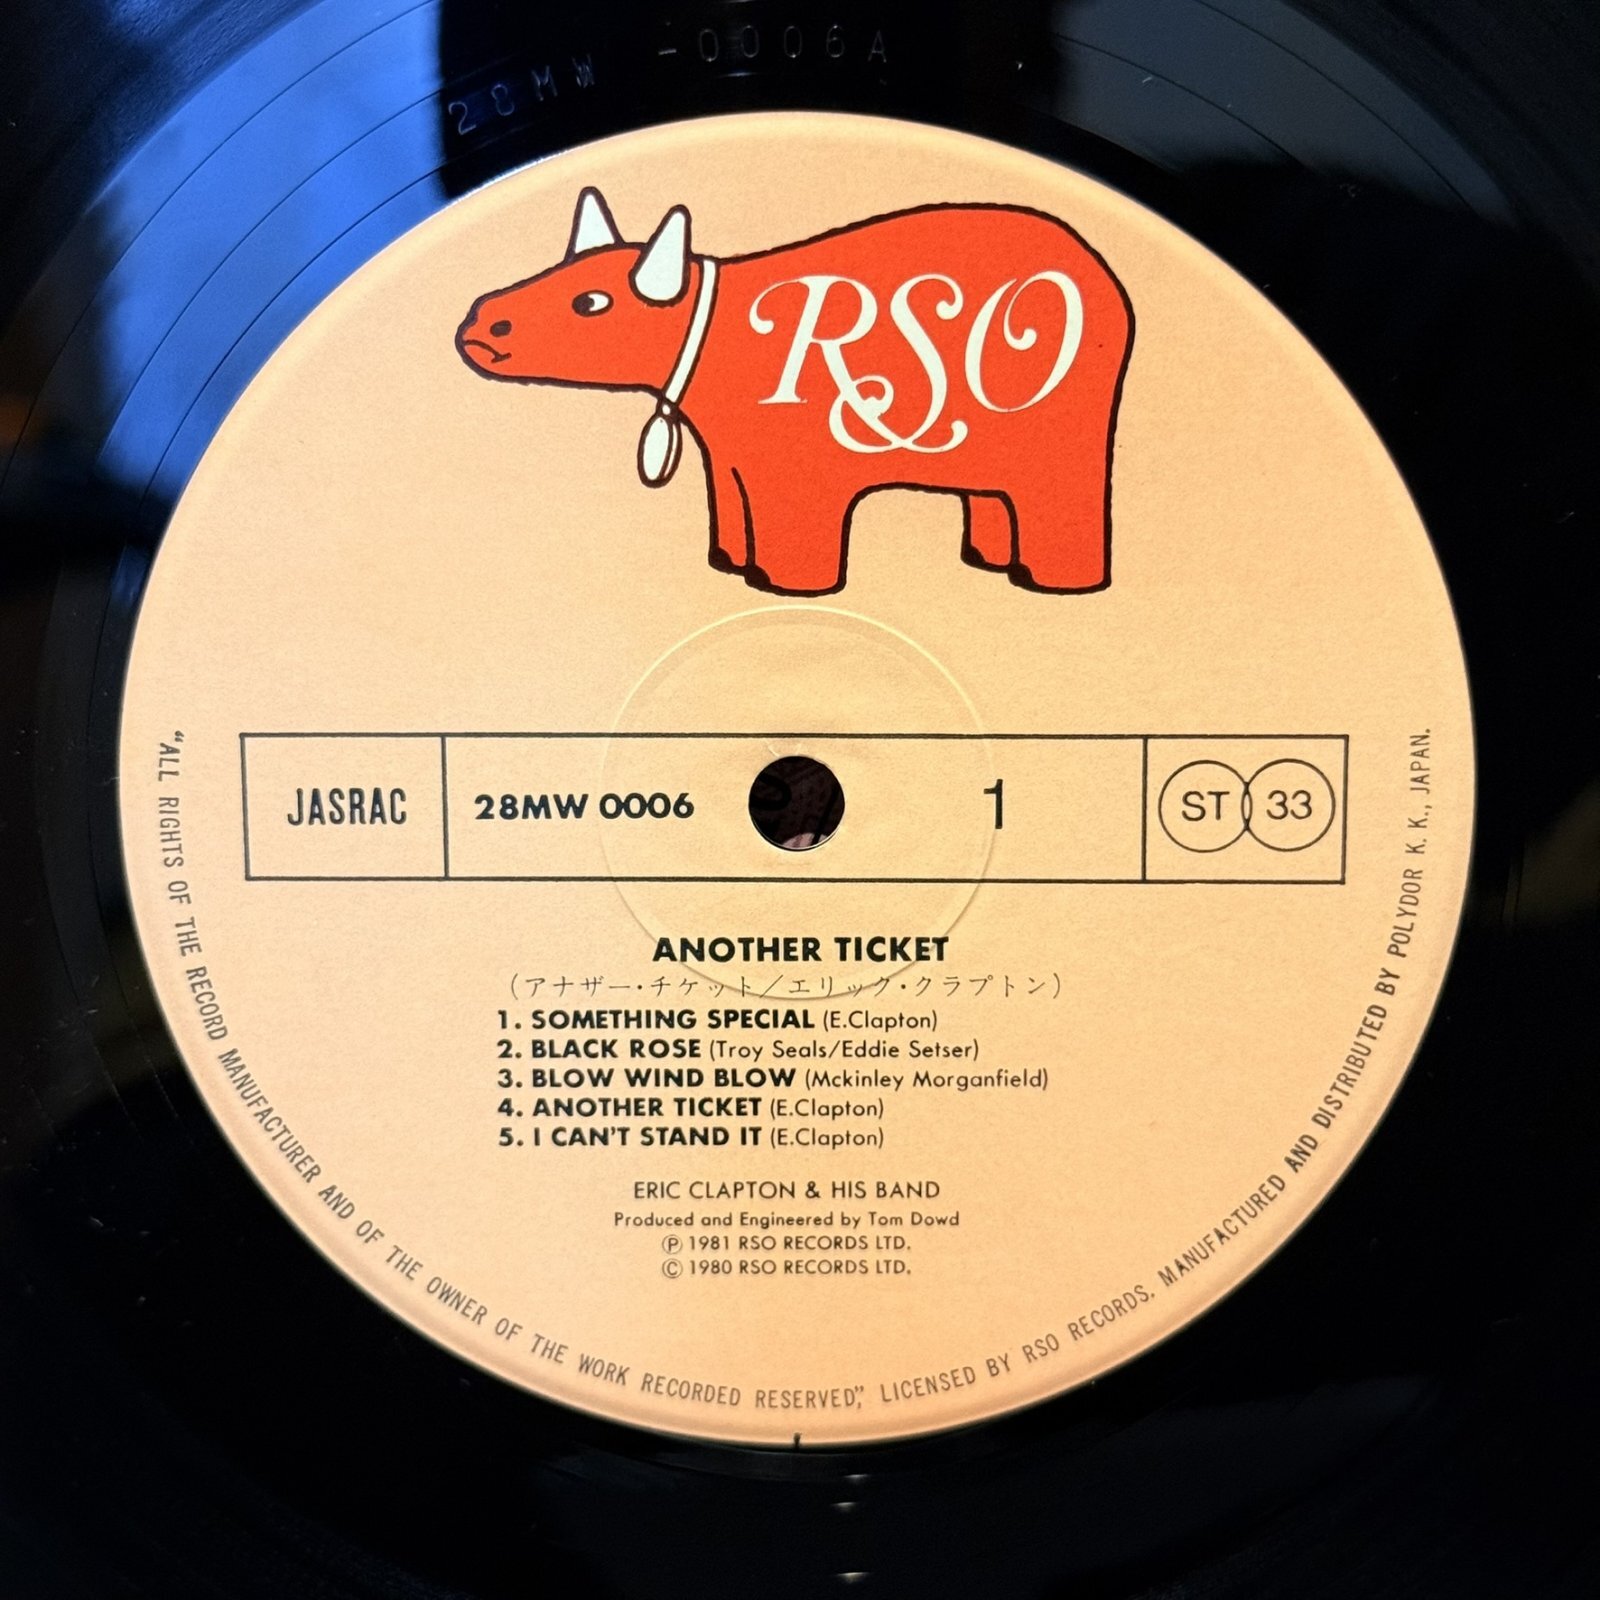 28MW -0006A
RSO
JASRAC
28MW 0006
1
ST 33
ANOTHER TICKET
(アナザー・チケット/エリック・クラプトン)
1. SOMETHING SPECIAL (E.Clapton)
2. BLACK ROSE (Troy Seals/Eddie Setser)
3. BLOW WIND BLOW (Mckinley Morganfield)
4. ANOTHER TICKET (E.Clapton)
5. I CAN'T STAND IT (E.Clapton)
ERIC CLAPTON & HIS BAND
Produced and Engineered by Tom Dowd
Ⓟ 1981 RSO RECORDS LTD.
Ⓒ 1980 RSO RECORDS LTD.
"ALL RIGHTS OF THE RECORD MANUFACTURER AND OF THE OWNER OF THE WORK RECORDED RESERVED," LICENSED BY RSO RECORDS. MANUFACTURED AND DISTRIBUTED BY POLYDOR K. K., JAPAN.